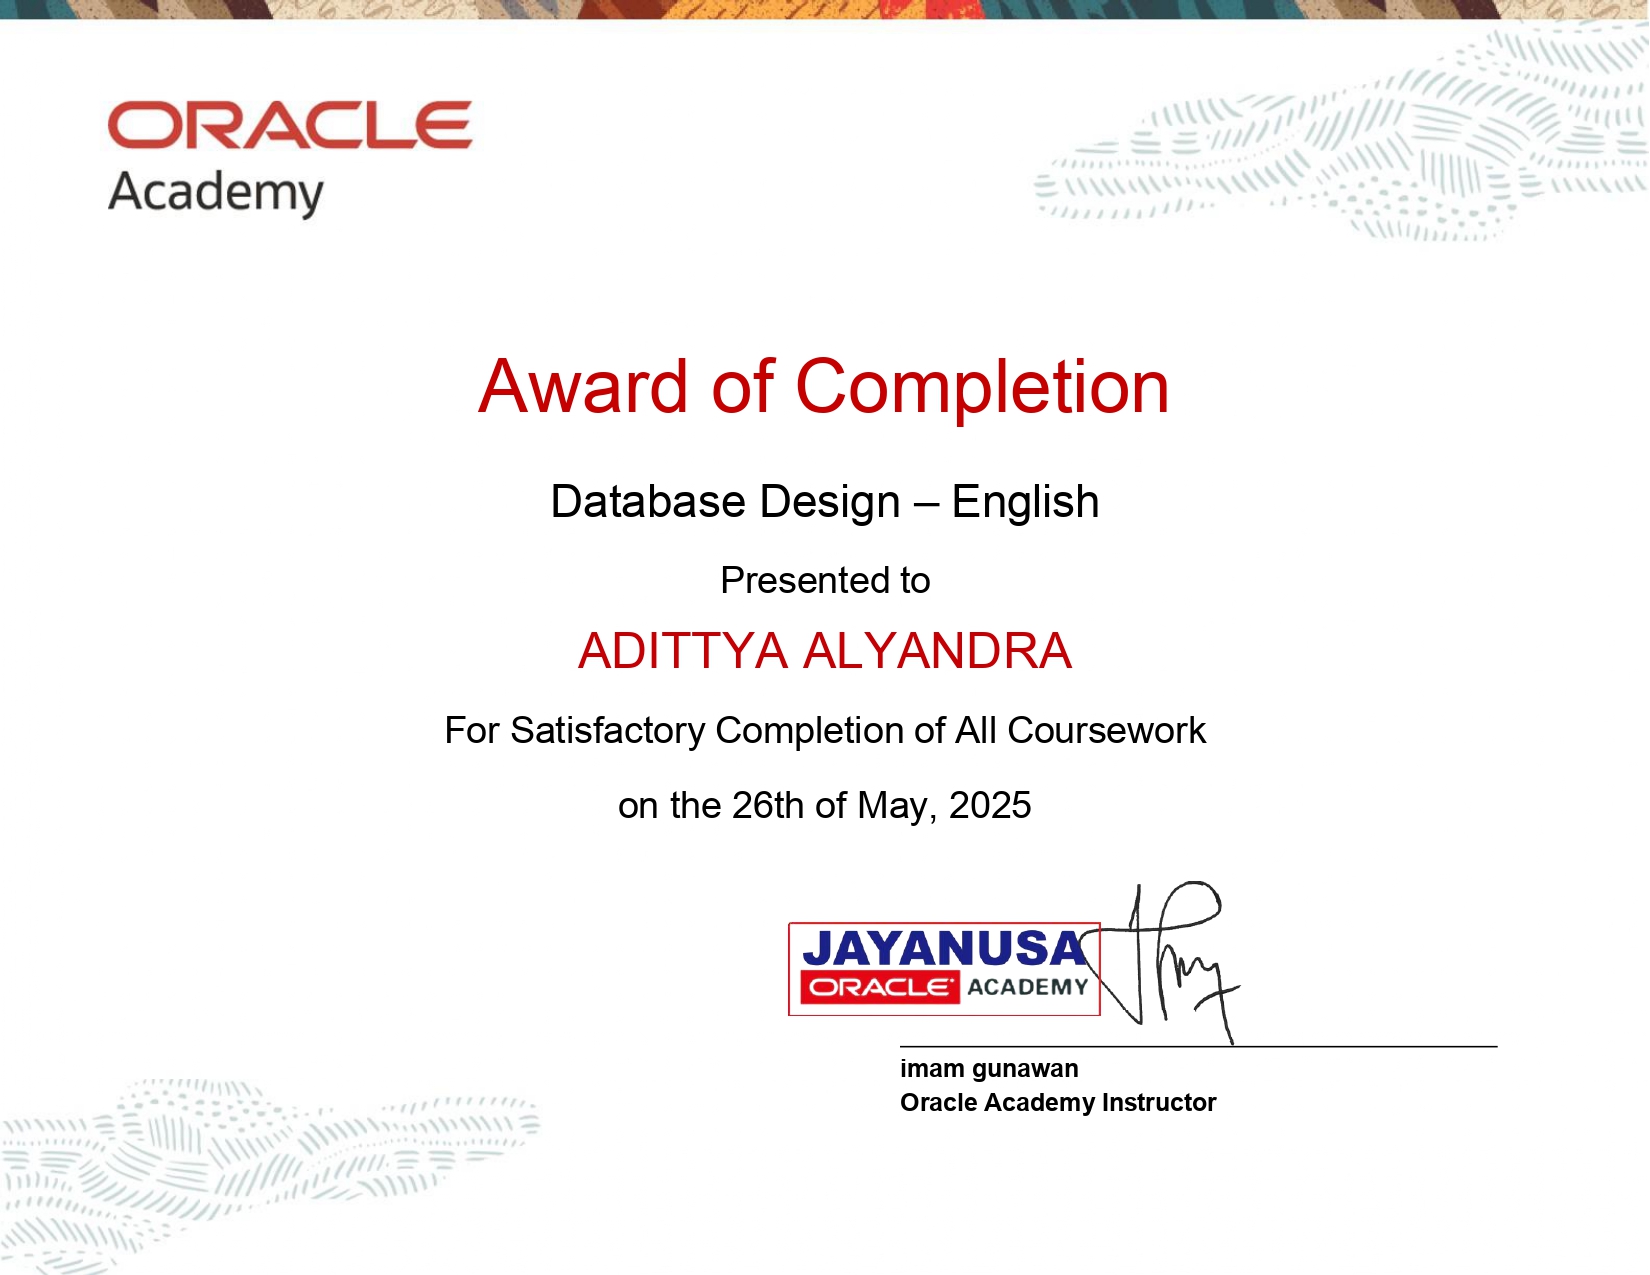 ORACLE
Academy
Award of Completion
Database Design – English
Presented to
ADITTYA ALYANDRA
For Satisfactory Completion of All Coursework
on the 26th of May, 2025
JAYANUSA
ORACLE ACADEMY
imam gunawan
Oracle Academy Instructor